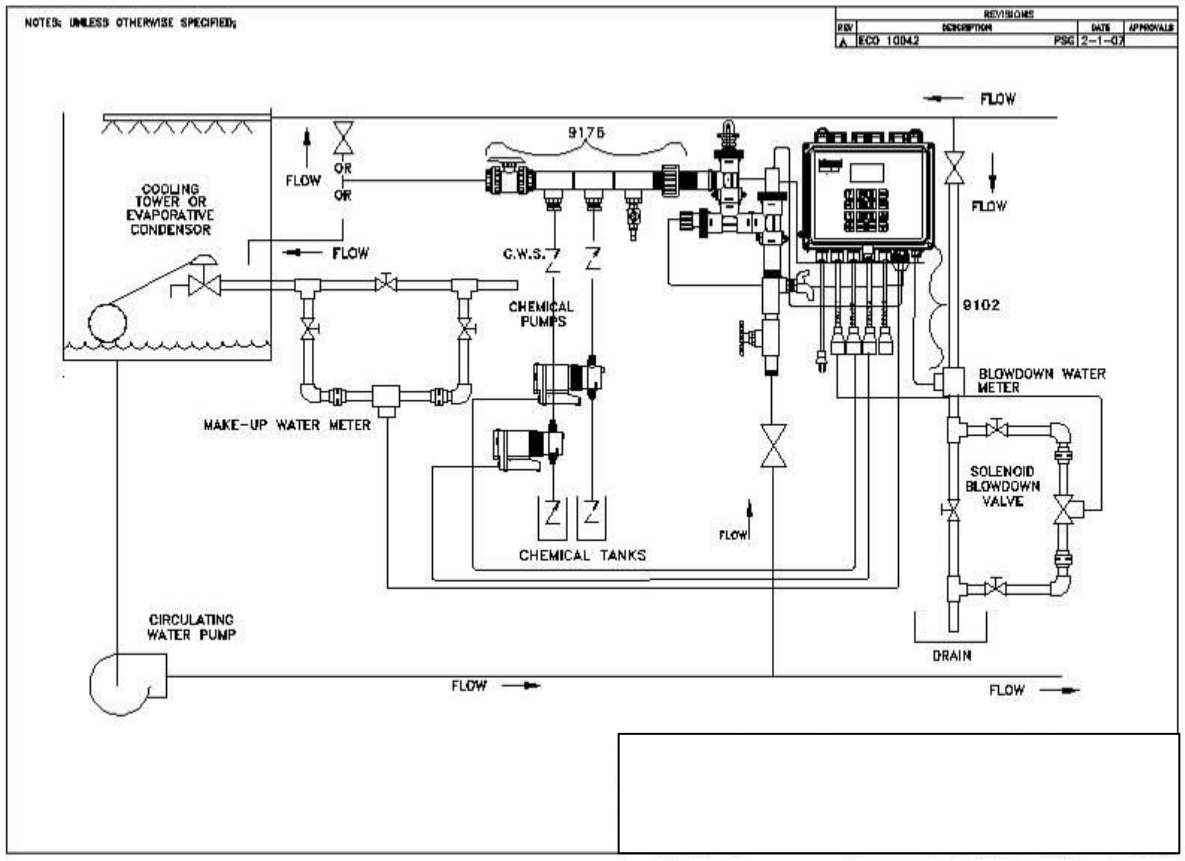 NOTES: UNLESS OTHERWISE SPECIFIED;
REVISIONS
REV DESCRIPTION DATE APPROVALS
A ECO 10042 PSG 2-1-07
FLOW
9175
OR
FLOW
OR
COOLING
TOWER OR
EVAPORATIVE
CONDENSOR
FLOW
FLOW
C.W.S.
CHEMICAL
PUMPS
9102
BLOWDOWN WATER
METER
MAKE-UP WATER METER
SOLENOID
BLOWDOWN
VALVE
FLOW
CHEMICAL TANKS
CIRCULATING
WATER PUMP
DRAIN
FLOW
FLOW